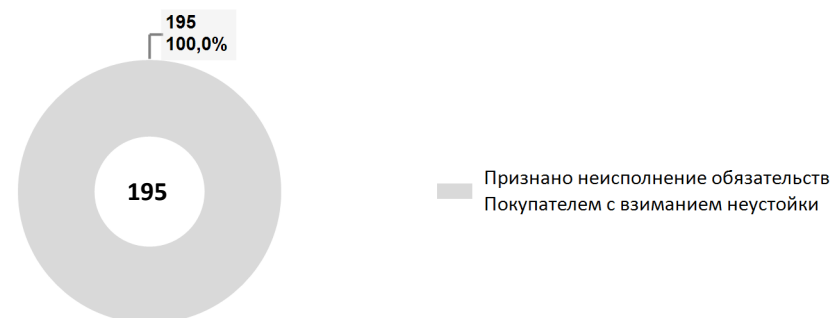 195
100,0%
195
Признано неисполнение обязательств
Покупателем с взиманием неустойки